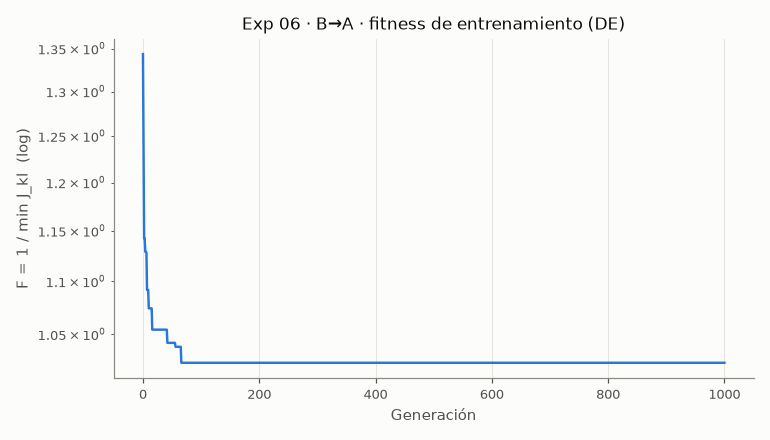 Exp 06 · B→A · fitness de entrenamiento (DE)
F = 1 / min J_kl (log)
1.35 × 10⁰
1.3 × 10⁰
1.25 × 10⁰
1.2 × 10⁰
1.15 × 10⁰
1.1 × 10⁰
1.05 × 10⁰
0 200 400 600 800 1000
Generación